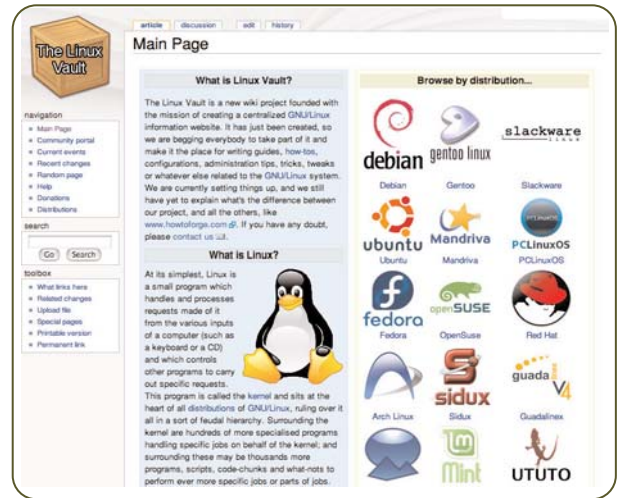 The Linux
Vault
article discussion edit history
Main Page
navigation
Main Page
Community portal
Current events
Recent changes
Random page
Help
Donations
Distributions
search
Go Search
toolbox
What links here
Related changes
Upload file
Special pages
Printable version
Permanent link
What is Linux Vault?
The Linux Vault is a new wiki project founded with
the mission of creating a centralized GNU/Linux
information website. It has just been created, so
we are begging everybody to take part of it and
make it the place for writing guides, how-tos,
configurations, administration tips, tricks, tweaks
or whatever else related to the GNU/Linux system.
We are currently setting things up, and we still
have yet to explain what's the difference between
our project, and all the others, like
www.howtoforge.com. If you have any doubt,
please contact us.
What is Linux?
At its simplest, Linux is
a small program which
handles and processes
requests made of it
from the various inputs
of a computer (such as
a keyboard or a CD)
and which controls
other programs to carry
out specific requests.
This program is called the kernel and sits at the
heart of all distributions of GNU/Linux, ruling over it
all in a sort of feudal hierarchy. Surrounding the
kernel are hundreds of more specialised programs
handling specific jobs on behalf of the kernel; and
surrounding these may be thousands more
programs, scripts, code-chunks and what-nots to
perform ever more specific jobs or parts of jobs.
Browse by distribution...
debian gentoo linux slackware
linux
Debian Gentoo Slackware
ubuntu Mandriva PCLINUXOS PCLinuxOS
Ubuntu Mandriva PCLinuxOS
fedora openSUSE
Fedora OpenSuse Red Hat
sidux guadalinex V4
Arch Linux Sidux Guadalinex
Mint UTUTO